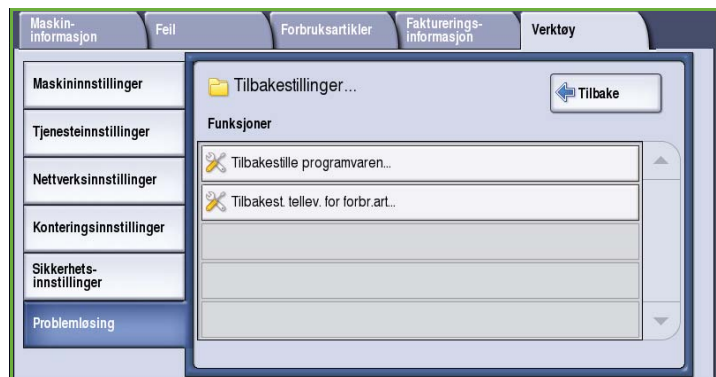 Maskin-
informasjon
Feil
Forbruksartikler
Fakturerings-
informasjon
Verktøy
Maskininnstillinger
Tjenesteinnstillinger
Nettverksinnstillinger
Konteringsinnstillinger
Sikkerhets-
innstillinger
Problemløsing
Tilbakestillinger...
Tilbake
Funksjoner
Tilbakestille programvaren...
Tilbakest. tellev. for forbr.art...